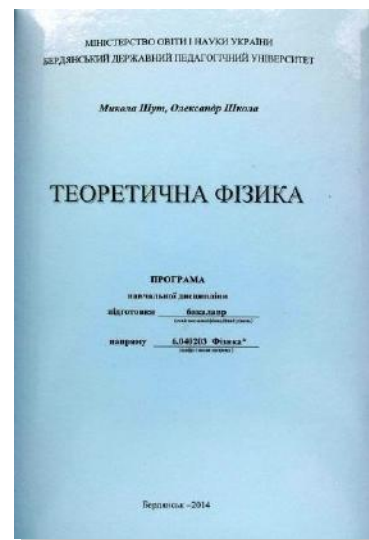 МІНІСТЕРСТВО ОСВІТИ І НАУКИ УКРАЇНИ
БЕРДЯНСЬКИЙ ДЕРЖАВНИЙ ПЕДАГОГІЧНИЙ УНІВЕРСИТЕТ
Микола Шут, Олександр Школа
ТЕОРЕТИЧНА ФІЗИКА
ПРОГРАМА
навчальної дисципліни
підготовки бакалавр
напряму 6.040203 Фізика*
Бердянськ –2014